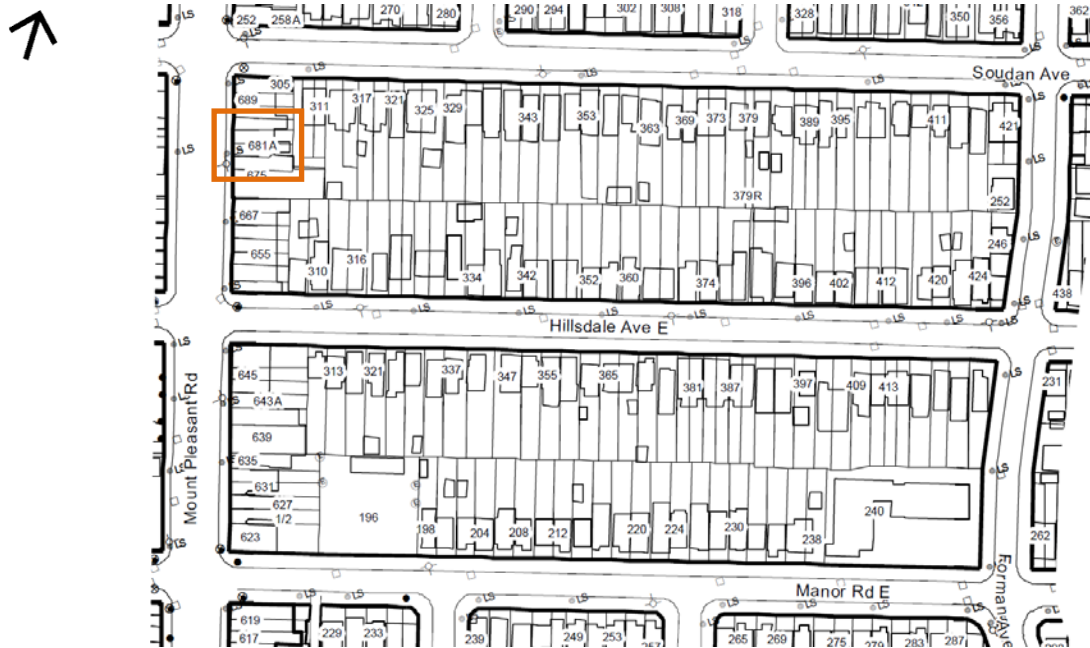 252 258A 270 280 290 294 302 308 318 328 350 356 362
Soudan Ave
305
689 311 317 321 325 329 343 353 363 369 373 379 389 395 411 421
681A
675
379R 252
667
655 310 316 334 342 352 360 374 396 402 412 420 424 246 438
Hillsdale Ave E
Mount Pleasant Rd
645 313 321 337 347 355 365 381 387 397 409 413 231
643A
639
635
631
627
1/2
623
196 198 204 208 212 220 224 230 238 240 262
Manor Rd E
Forman Ave
619
617 229 233 239 249 253 257 265 269 275 279 283 287
LS